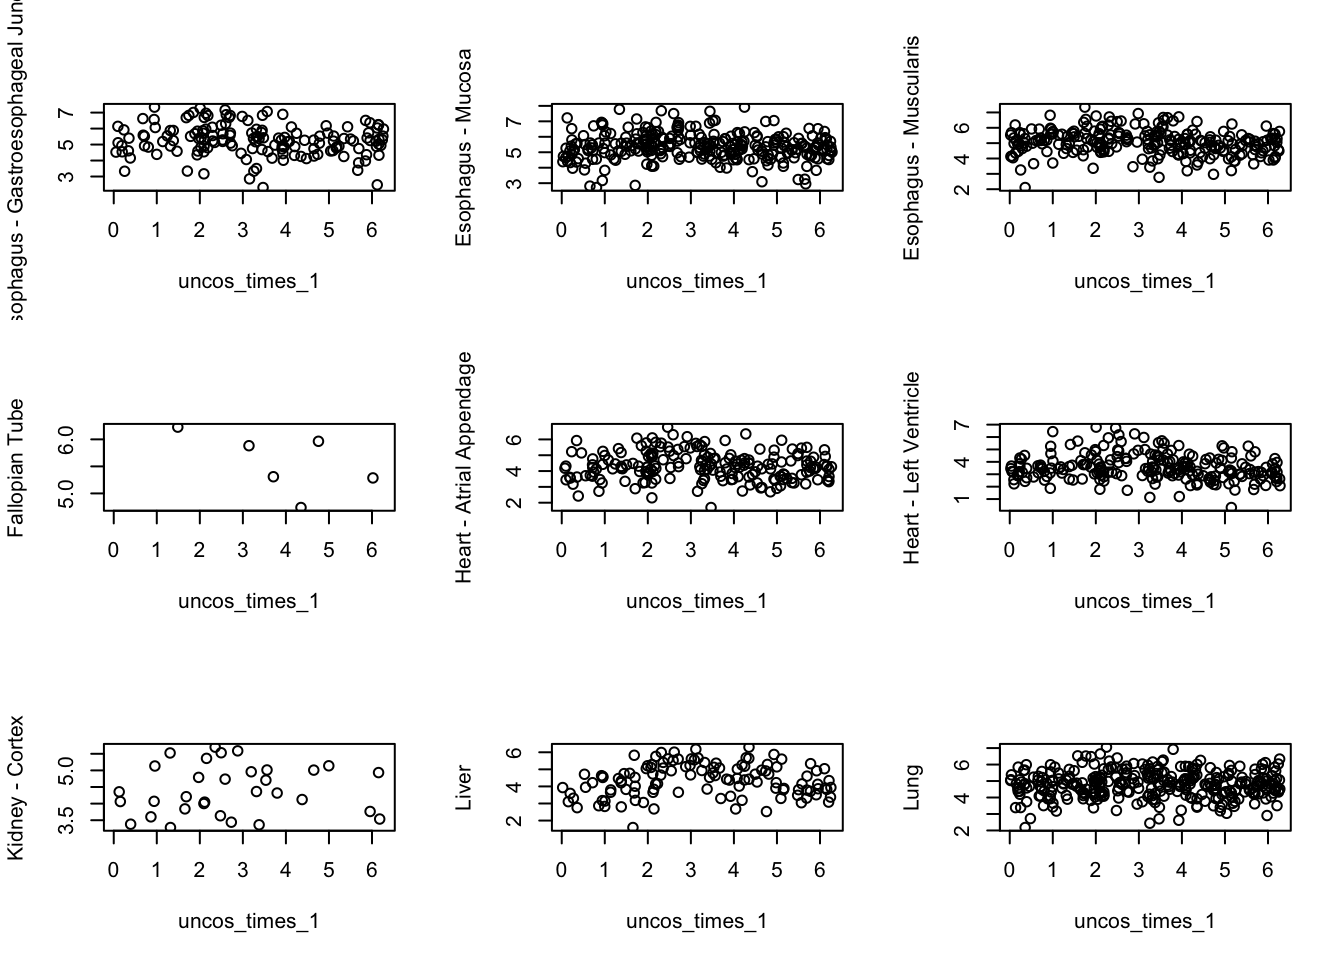 sophagus - Gastroesophageal Junc
3 5 7
0 1 2 3 4 5 6
uncos_times_1
Esophagus - Mucosa
3 5 7
0 1 2 3 4 5 6
uncos_times_1
Esophagus - Muscularis
2 4 6
0 1 2 3 4 5 6
uncos_times_1
Fallopian Tube
5.0 6.0
0 1 2 3 4 5 6
uncos_times_1
Heart - Atrial Appendage
2 4 6
0 1 2 3 4 5 6
uncos_times_1
Heart - Left Ventricle
1 4 7
0 1 2 3 4 5 6
uncos_times_1
Kidney - Cortex
3.5 5.0
0 1 2 3 4 5 6
uncos_times_1
Liver
2 4 6
0 1 2 3 4 5 6
uncos_times_1
Lung
2 4 6
0 1 2 3 4 5 6
uncos_times_1